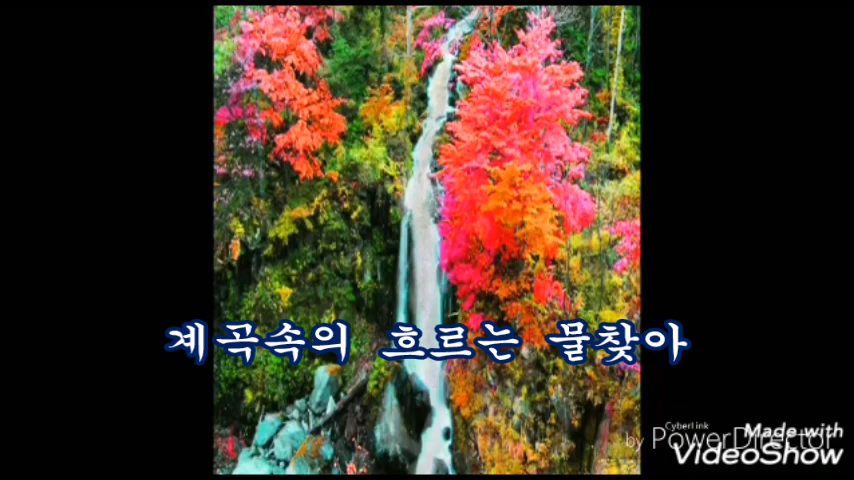 계곡속의 흐르는 물찾아
CyberLink
by PowerDirector
Made with
VideoShow